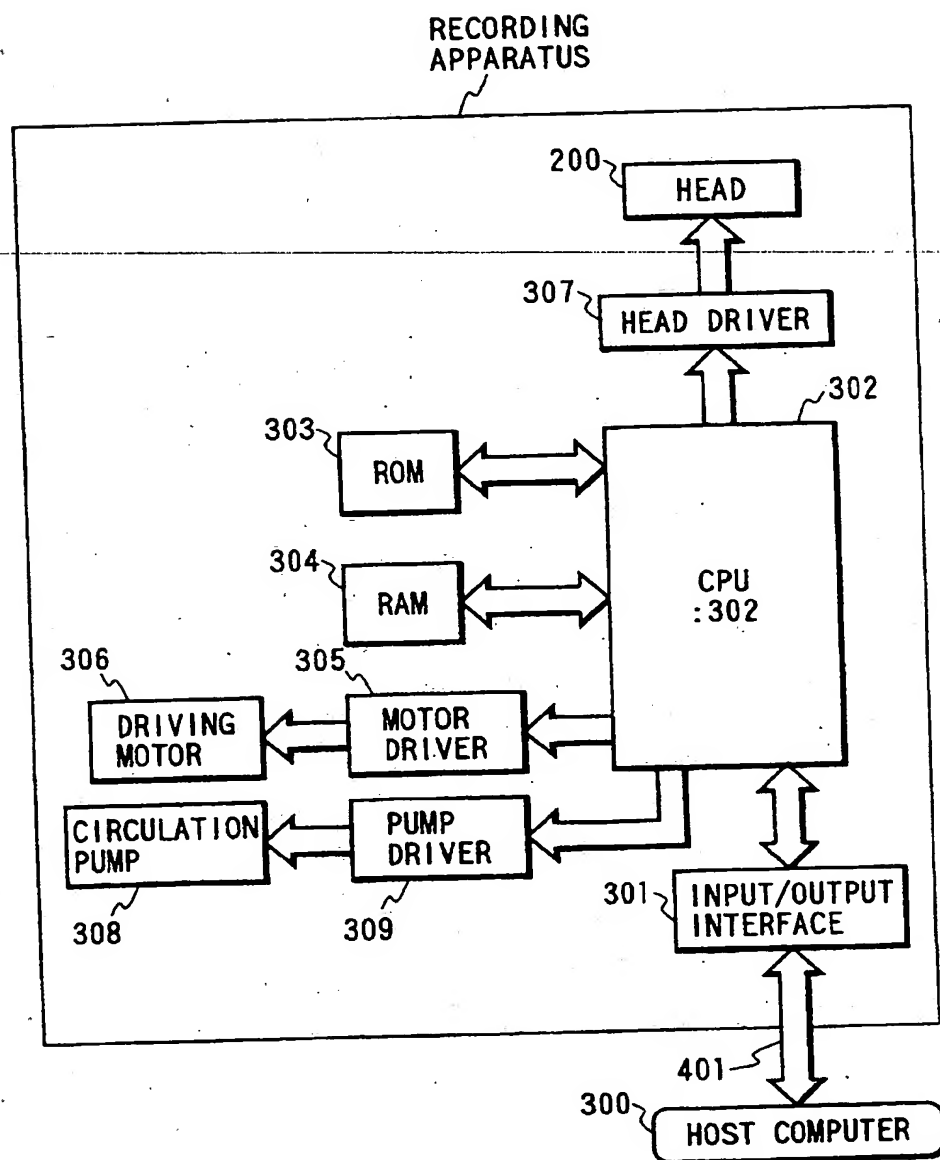 RECORDING
APPARATUS
200
HEAD
307
HEAD DRIVER
302
303
ROM
CPU
:302
304
RAM
306
305
DRIVING
MOTOR
MOTOR
DRIVER
CIRCULATION
PUMP
PUMP
DRIVER
308
309
301
INPUT/OUTPUT
INTERFACE
401
300
HOST COMPUTER